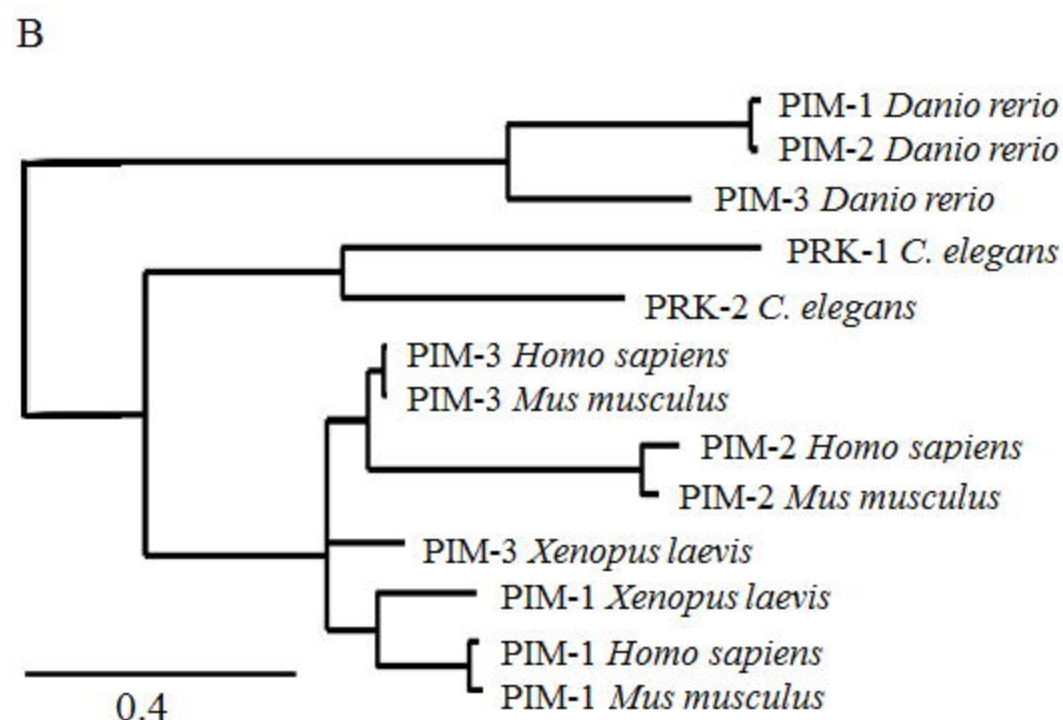 B
PIM-1 Danio rerio
PIM-2 Danio rerio
PIM-3 Danio rerio
PRK-1 C. elegans
PRK-2 C. elegans
PIM-3 Homo sapiens
PIM-3 Mus musculus
PIM-2 Homo sapiens
PIM-2 Mus musculus
PIM-3 Xenopus laevis
PIM-1 Xenopus laevis
PIM-1 Homo sapiens
PIM-1 Mus musculus
0.4